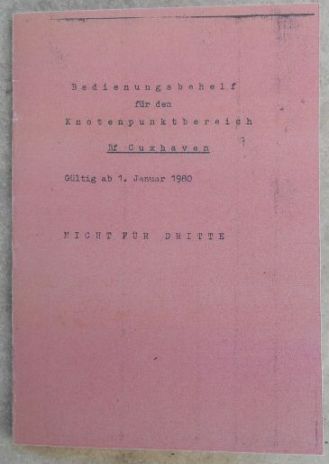 Bedienungsbehelf
für den
Knotenpunktbereich
Bf Cuxhaven
Gültig ab 1. Januar 1980
NICHT FÜR DRITTE